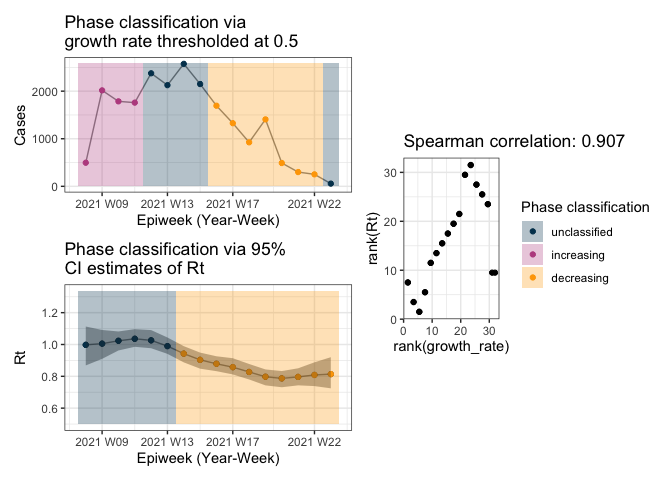 Phase classification via
growth rate thresholded at 0.5
Cases
2000
1000
0
2021 W09 2021 W13 2021 W17 2021 W22
Epiweek (Year-Week)
Phase classification via 95%
CI estimates of Rt
Rt
1.2
1.0
0.8
0.6
2021 W09 2021 W13 2021 W17 2021 W22
Epiweek (Year-Week)
Spearman correlation: 0.907
rank(Rt)
30
20
10
0
0 10 20 30
rank(growth_rate)
Phase classification
unclassified
increasing
decreasing